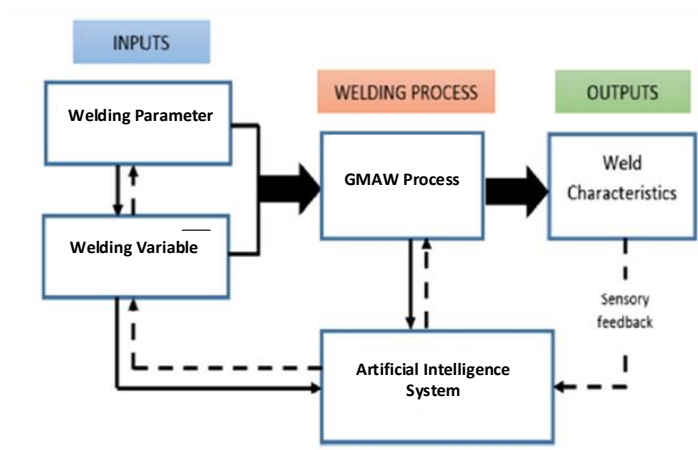 INPUTS
WELDING PROCESS
OUTPUTS
Welding Parameter
GMAW Process
Weld
Characteristics
Welding Variable
Sensory
feedback
Artificial Intelligence
System